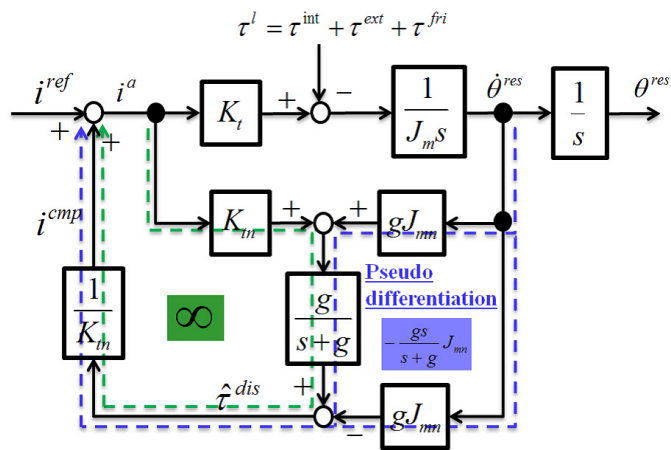 τ^l = τ^int + τ^ext + τ^fri
i^ref
i^a
K_t
+
−
1/(J_m s)
θ̇^res
1/s
θ^res
+
+
i^cmp
K_tn
+
+
gJ_mn
1/K_tn
∞
g/(s+g)
Pseudo
differentiation
−gs/(s+g) J_mn
+
τ̂^dis
−
gJ_mn